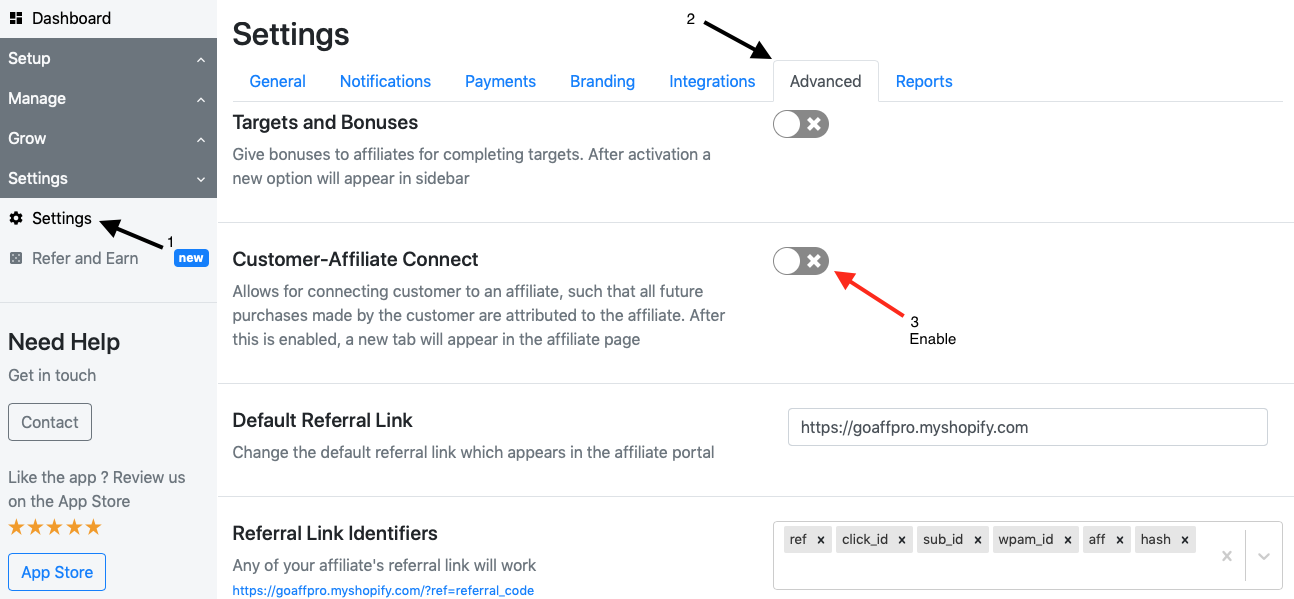 Dashboard
Setup
Manage
Grow
Settings
Settings
1
Refer and Earn
new
Need Help
Get in touch
Contact
Like the app ? Review us
on the App Store
App Store
Settings
2
General
Notifications
Payments
Branding
Integrations
Advanced
Reports
Targets and Bonuses
Give bonuses to affiliates for completing targets. After activation a
new option will appear in sidebar
Customer-Affiliate Connect
Allows for connecting customer to an affiliate, such that all future
purchases made by the customer are attributed to the affiliate. After
this is enabled, a new tab will appear in the affiliate page
3
Enable
Default Referral Link
Change the default referral link which appears in the affiliate portal
https://goaffpro.myshopify.com
Referral Link Identifiers
Any of your affiliate's referral link will work
https://goaffpro.myshopify.com/?ref=referral_code
ref
click_id
sub_id
wpam_id
aff
hash